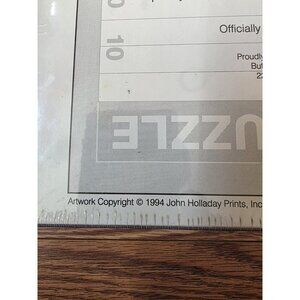 10
Officially
Proudly
UZZLE
Artwork Copyright © 1994 John Holladay Prints, Inc